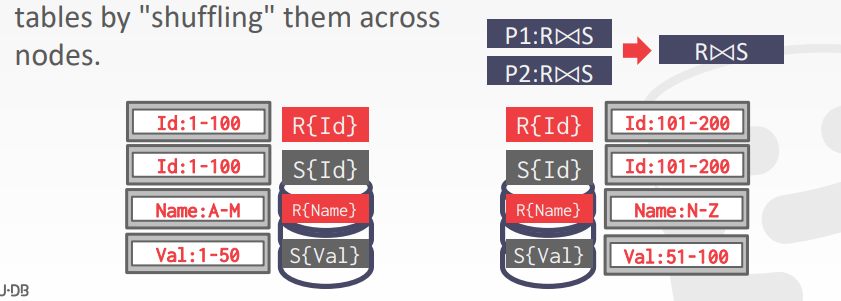 tables by "shuffling" them across
nodes.
P1:R⋈S
P2:R⋈S
R⋈S
Id:1-100
R{Id}
R{Id}
Id:101-200
Id:1-100
S{Id}
S{Id}
Id:101-200
Name:A-M
R{Name}
R{Name}
Name:N-Z
Val:1-50
S{Val}
S{Val}
Val:51-100
U·DB